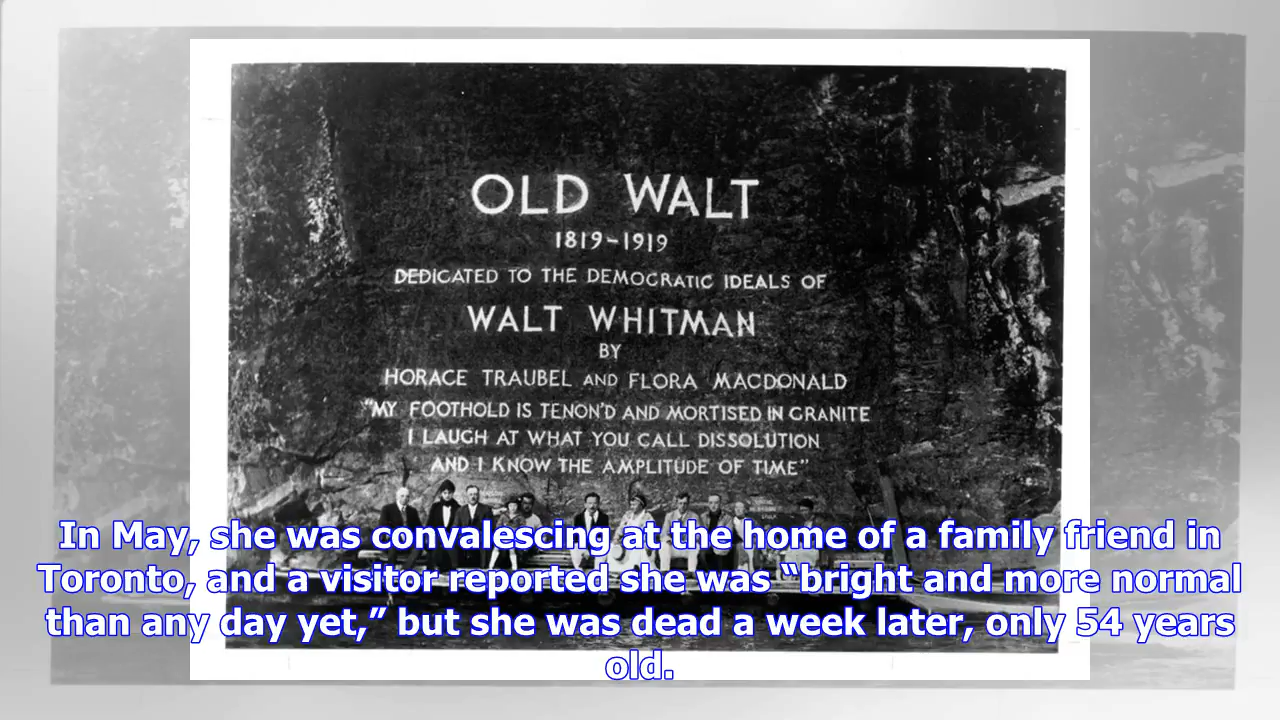 OLD WALT
1819-1919
DEDICATED TO THE DEMOCRATIC IDEALS OF
WALT WHITMAN
BY
HORACE TRAUBEL AND FLORA MACDONALD
"MY FOOTHOLD IS TENON'D AND MORTISED IN GRANITE
I LAUGH AT WHAT YOU CALL DISSOLUTION
AND I KNOW THE AMPLITUDE OF TIME"
In May, she was convalescing at the home of a family friend in
Toronto, and a visitor reported she was “bright and more normal
than any day yet,” but she was dead a week later, only 54 years
old.